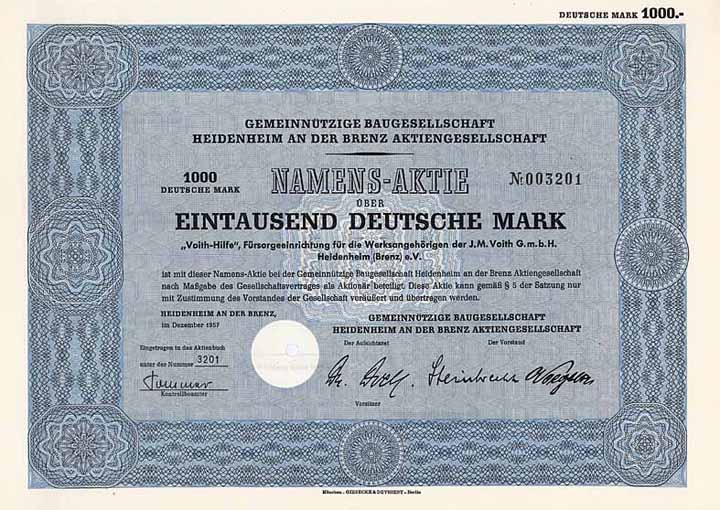 DEUTSCHE MARK 1000.-
GEMEINNÜTZIGE BAUGESELLSCHAFT
HEIDENHEIM AN DER BRENZ AKTIENGESELLSCHAFT
1000
DEUTSCHE MARK
NAMENS-AKTIE
№003201
ÜBER
EINTAUSEND DEUTSCHE MARK
„Voith-Hilfe", Fürsorgeeinrichtung für die Werksangehörigen der J.M. Voith G.m.b.H.
Heidenheim (Brenz) e.V.
ist mit dieser Namens-Aktie bei der Gemeinnützige Baugesellschaft Heidenheim an der Brenz Aktiengesellschaft
nach Maßgabe des Gesellschaftsvertrages als Aktionär beteiligt. Diese Aktie kann gemäß § 5 der Satzung nur
mit Zustimmung des Vorstandes der Gesellschaft veräußert und übertragen werden.
HEIDENHEIM AN DER BRENZ,
im Dezember 1957
GEMEINNÜTZIGE BAUGESELLSCHAFT
HEIDENHEIM AN DER BRENZ AKTIENGESELLSCHAFT
Der Aufsichtsrat
Der Vorstand
Eingetragen in das Aktienbuch
unter der Nummer 3201
Kontrollbeamter
Vorsitzer
München - GIESECKE & DEVRIENT - Berlin